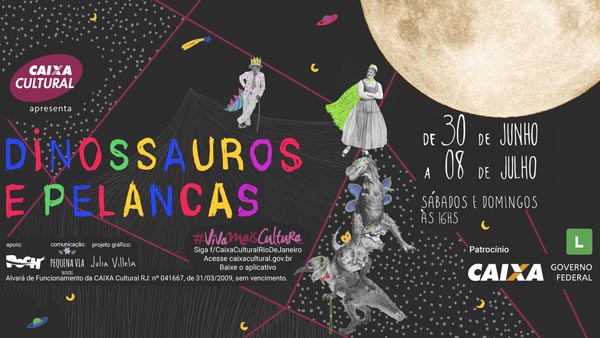 CAIXA
CULTURAL
apresenta
DINOSSAUROS
E PELANCAS
DE 30 DE JUNHO
A 08 DE JULHO
SÁBADOS E DOMINGOS
ÀS 16HS
#VivaMaisCultura
Siga f/CaixaCulturalRioDeJaneiro
Acesse caixacultural.gov.br
Baixe o aplicativo
apoio:
comunicação:
PEQUENA VIA
projeto gráfico:
Julia Villela
Alvará de Funcionamento da CAIXA Cultural RJ: nº 041667, de 31/03/2009, sem vencimento.
L
Patrocínio
CAIXA
GOVERNO
FEDERAL